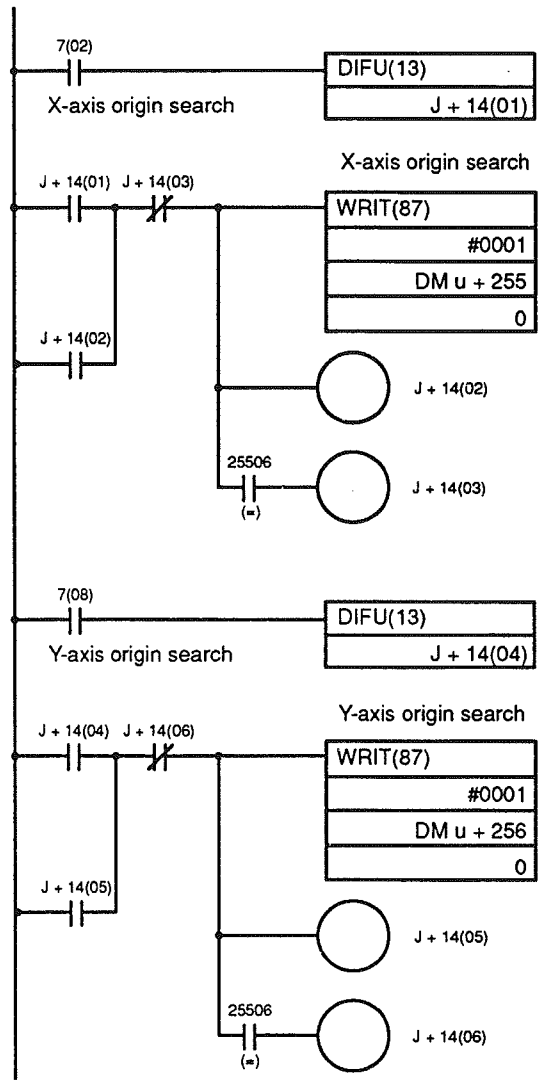 7(02)
DIFU(13)
J + 14(01)
X-axis origin search
X-axis origin search
J + 14(01) J + 14(03)
WRIT(87)
#0001
DM u + 255
0
J + 14(02)
J + 14(02)
25506
(=)
J + 14(03)
7(08)
DIFU(13)
J + 14(04)
Y-axis origin search
Y-axis origin search
J + 14(04) J + 14(06)
WRIT(87)
#0001
DM u + 256
0
J + 14(05)
J + 14(05)
25506
(=)
J + 14(06)